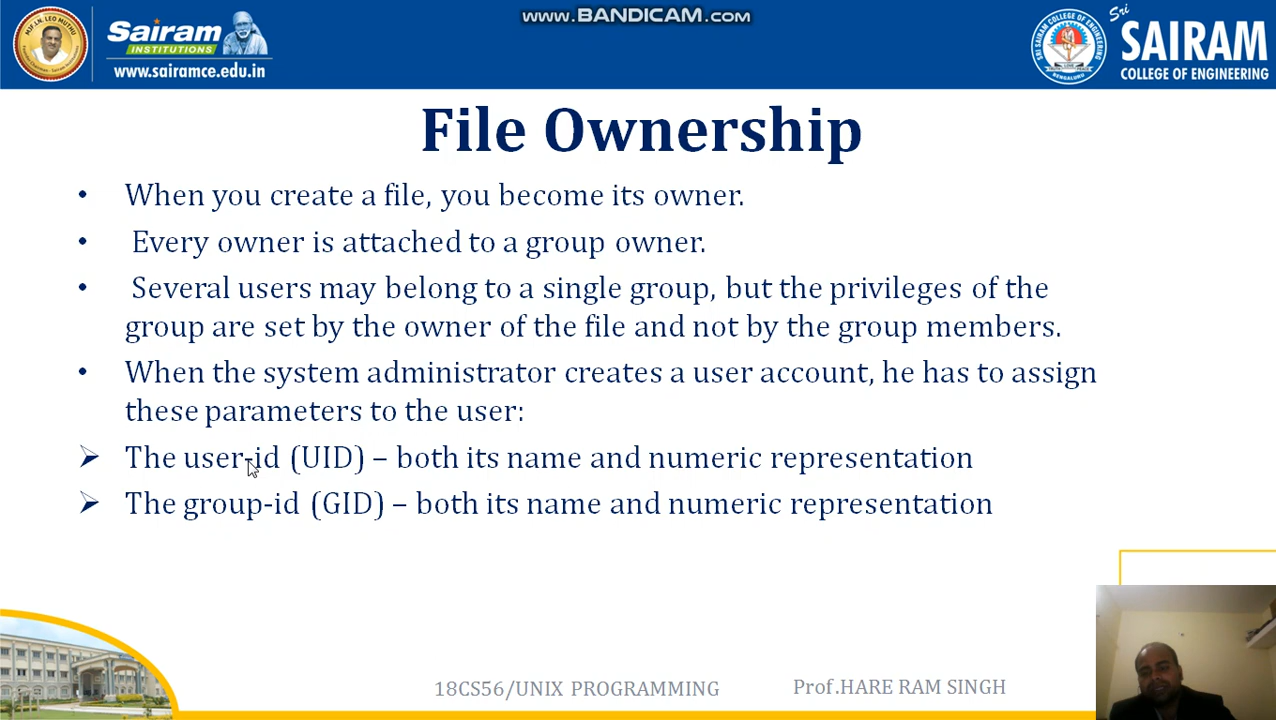 www.BANDICAM.com
Sairam
INSTITUTIONS
www.sairamce.edu.in
Sri
SAIRAM
COLLEGE OF ENGINEERING
File Ownership
• When you create a file, you become its owner.
• Every owner is attached to a group owner.
• Several users may belong to a single group, but the privileges of the
group are set by the owner of the file and not by the group members.
• When the system administrator creates a user account, he has to assign
these parameters to the user:
➢ The user-id (UID) – both its name and numeric representation
➢ The group-id (GID) – both its name and numeric representation
18CS56/UNIX PROGRAMMING
Prof.HARE RAM SINGH